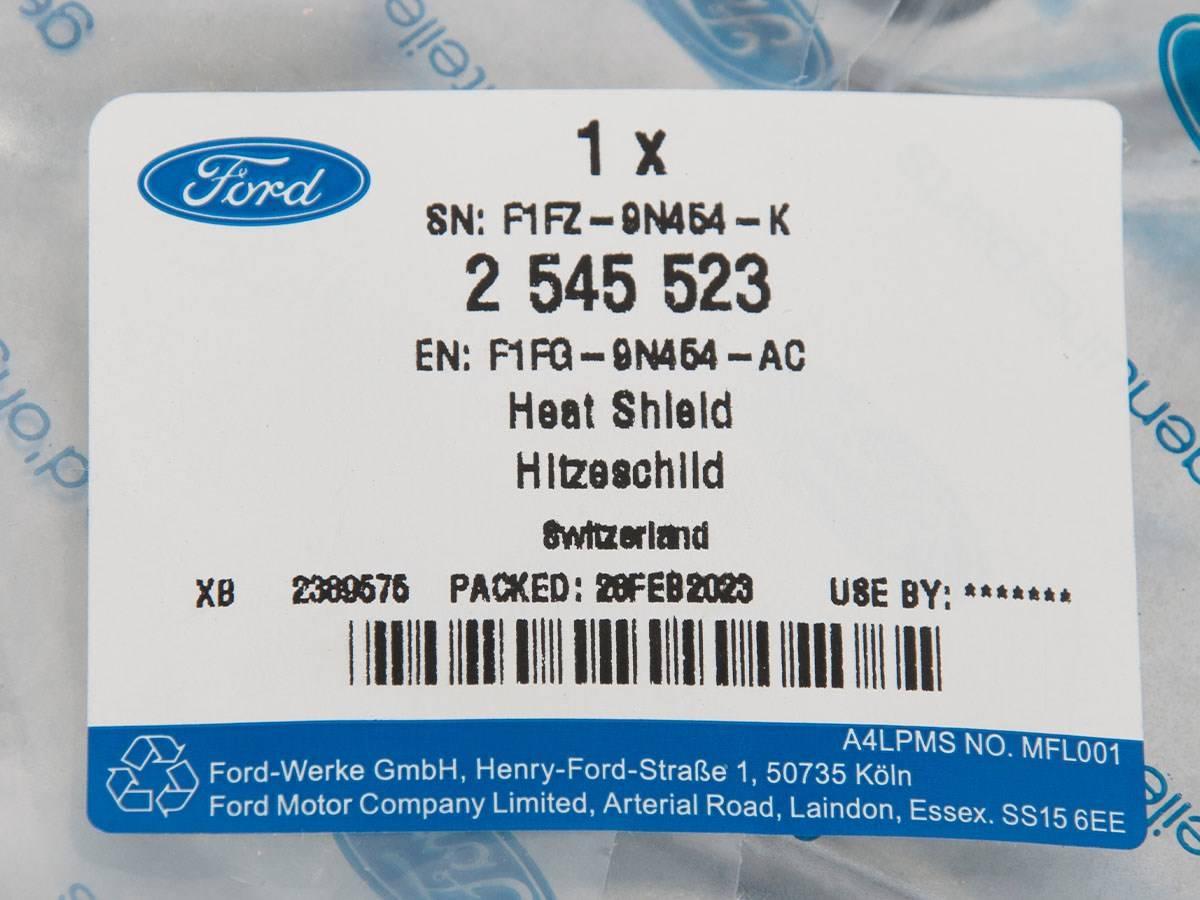 Ford
1 x
SN: F1FZ-9N454-K
2 545 523
EN: F1FG-9N454-AC
Heat Shield
Hitzeschild
Switzerland
XB 2389575 PACKED: 28FEB2023 USE BY: *******
A4LPMS NO. MFL001
Ford-Werke GmbH, Henry-Ford-Straße 1, 50735 Köln
Ford Motor Company Limited, Arterial Road, Laindon, Essex. SS15 6EE